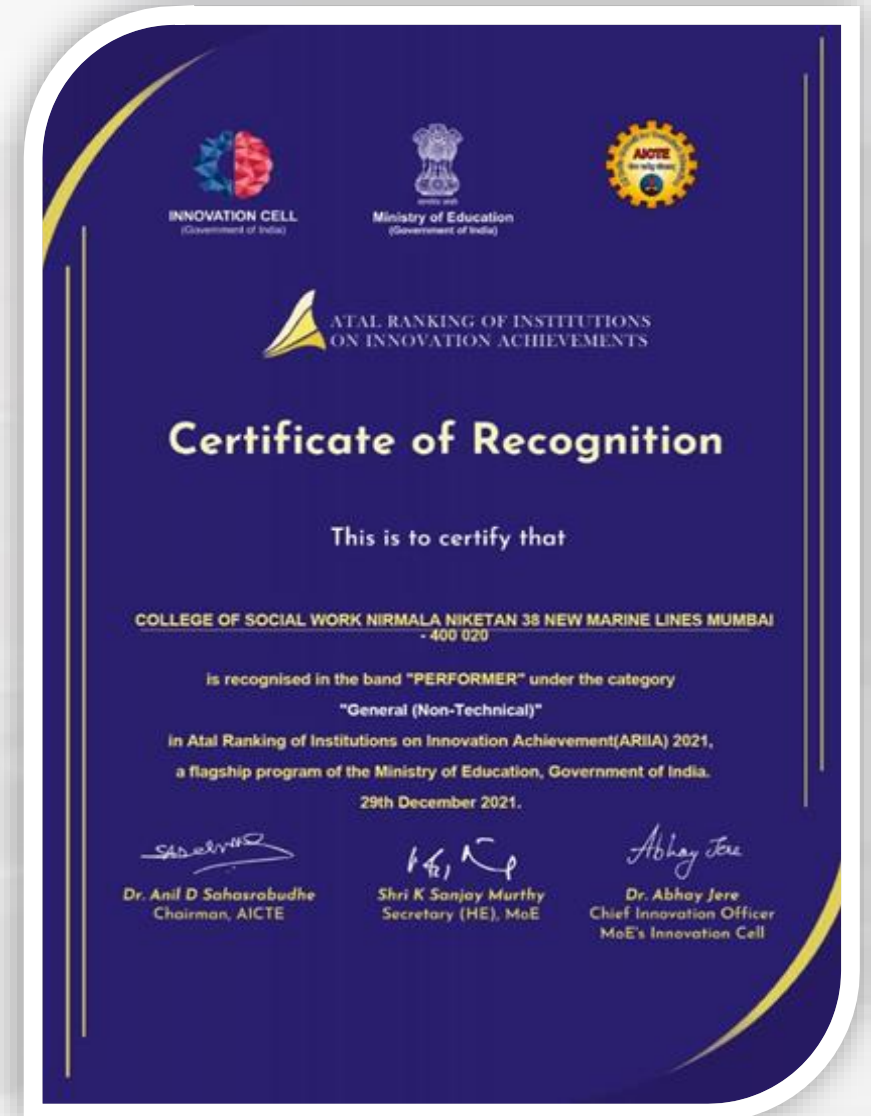 INNOVATION CELL
(Government of India)
Ministry of Education
(Government of India)
AICTE
ATAL RANKING OF INSTITUTIONS
ON INNOVATION ACHIEVEMENTS
Certificate of Recognition
This is to certify that
COLLEGE OF SOCIAL WORK NIRMALA NIKETAN 38 NEW MARINE LINES MUMBAI
- 400 020
is recognised in the band "PERFORMER" under the category
"General (Non-Technical)"
in Atal Ranking of Institutions on Innovation Achievement(ARIIA) 2021,
a flagship program of the Ministry of Education, Government of India.
29th December 2021.
Abhay Jere
Dr. Anil D Sahasrabudhe
Chairman, AICTE
Shri K Sanjay Murthy
Secretary (HE), MoE
Dr. Abhay Jere
Chief Innovation Officer
MoE's Innovation Cell